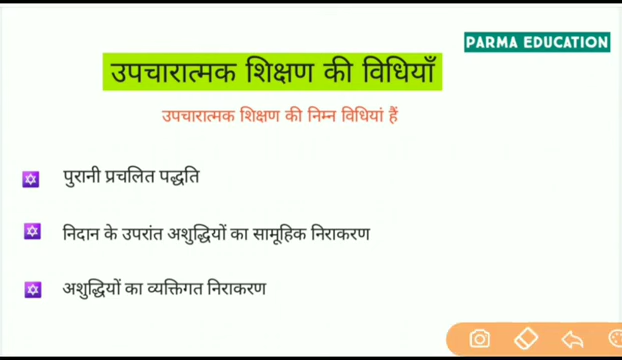 PARMA EDUCATION
उपचारात्मक शिक्षण की विधियाँ
उपचारात्मक शिक्षण की निम्न विधियां हैं
पुरानी प्रचलित पद्धति
निदान के उपरांत अशुद्धियों का सामूहिक निराकरण
अशुद्धियों का व्यक्तिगत निराकरण